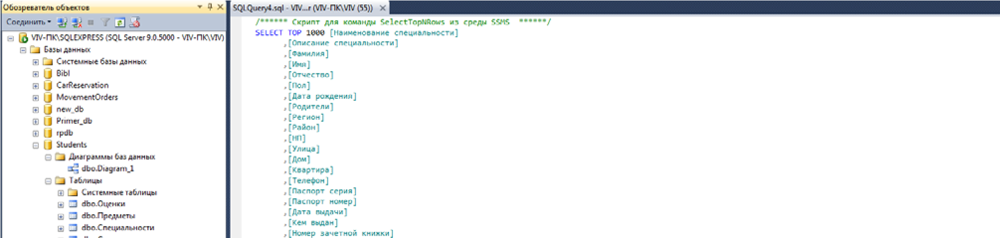 Обозреватель объектов
Соединить
VIV-ПК\SQLEXPRESS (SQL Server 9.0.5000 - VIV-ПК\VIV)
Базы данных
Системные базы данных
Bibl
CarReservation
MovementOrders
new_db
Primer_db
rpdb
Students
Диаграммы баз данных
dbo.Diagram_1
Таблицы
Системные таблицы
dbo.Оценки
dbo.Предметы
dbo.Специальности
SQLQuery4.sql - VIV...r (VIV-ПК\VIV (55))
/****** Скрипт для команды SelectTopNRows из среды SSMS ******/
SELECT TOP 1000 [Наименование специальности]
,[Описание специальности]
,[Фамилия]
,[Имя]
,[Отчество]
,[Пол]
,[Дата рождения]
,[Родители]
,[Регион]
,[Район]
,[НП]
,[Улица]
,[Дом]
,[Квартира]
,[Телефон]
,[Паспорт серия]
,[Паспорт номер]
,[Дата выдачи]
,[Кем выдан]
,[Номер зачетной книжки]